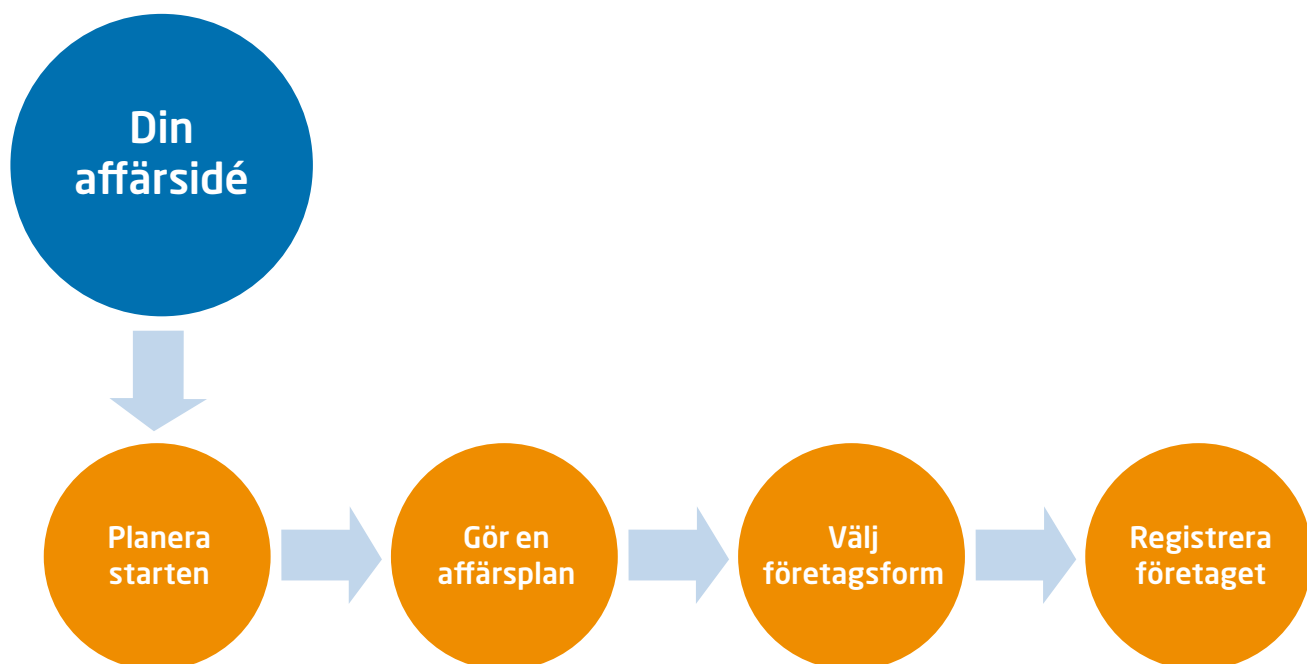 Din
affärsidé
Planera
starten
Gör en
affärsplan
Välj
företagsform
Registrera
företaget